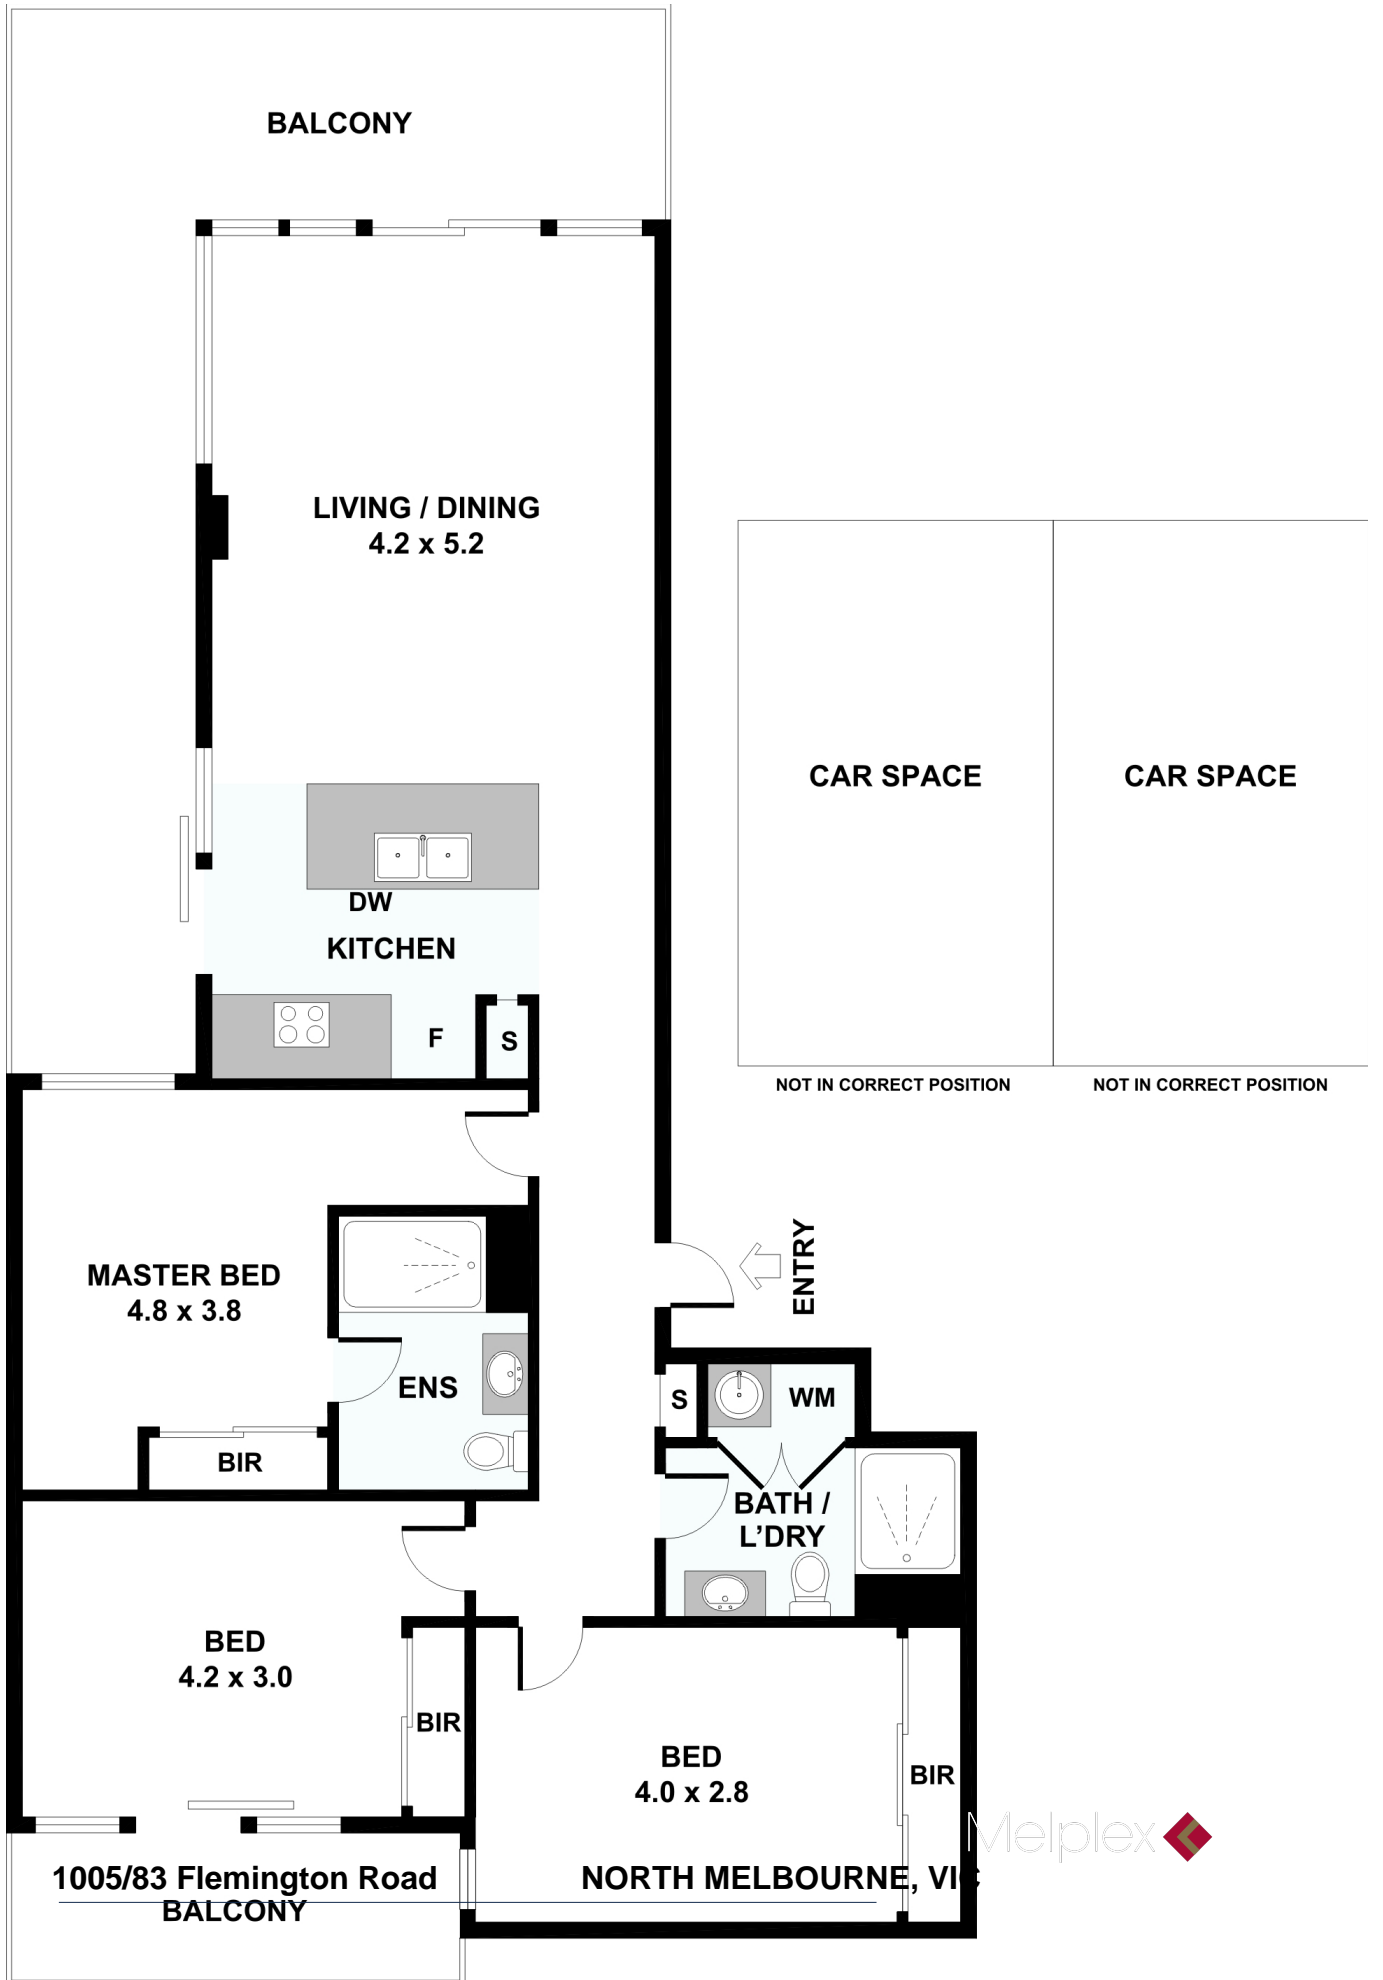 BALCONY
LIVING / DINING
4.2 x 5.2
CAR SPACE
CAR SPACE
DW
KITCHEN
F
S
NOT IN CORRECT POSITION
NOT IN CORRECT POSITION
ENTRY
MASTER BED
4.8 x 3.8
ENS
S
WM
BIR
BATH /
L’DRY
BED
4.2 x 3.0
BIR
BED
4.0 x 2.8
BIR
Melplex
1005/83 Flemington Road
NORTH MELBOURNE, VIC
BALCONY